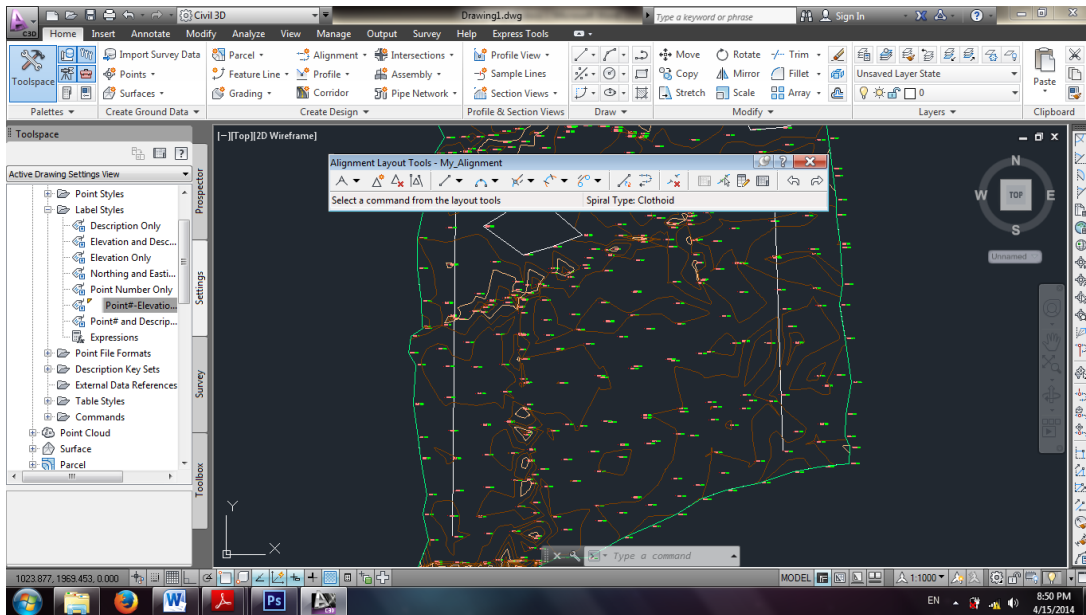 Civil 3D
Drawing1.dwg
Type a keyword or phrase
Sign In
C3D
Home Insert Annotate Modify Analyze View Manage Output Survey Help Express Tools
Toolspace
Import Survey Data
Points
Surfaces
Parcel
Feature Line
Grading
Alignment
Profile
Corridor
Intersections
Assembly
Pipe Network
Profile View
Sample Lines
Section Views
Move
Copy
Stretch
Rotate
Mirror
Scale
Trim
Fillet
Array
Unsaved Layer State
0
Paste
Palettes
Create Ground Data
Create Design
Profile & Section Views
Draw
Modify
Layers
Clipboard
Toolspace
Active Drawing Settings View
Point Styles
Label Styles
Description Only
Elevation and Desc...
Elevation Only
Northing and Easti...
Point Number Only
Point#-Elevatio...
Point# and Descrip...
Expressions
Point File Formats
Description Key Sets
External Data References
Table Styles
Commands
Point Cloud
Surface
Parcel
Prospector
Settings
Survey
Toolbox
[–][Top][2D Wireframe]
Alignment Layout Tools - My_Alignment
Select a command from the layout tools
Spiral Type: Clothoid
N
W
TOP
E
S
Unnamed
Y
X
Type a command
1023.877, 1969.453, 0.000
MODEL
1:1000
W
Ps
C3D
EN
8:50 PM
4/15/2014